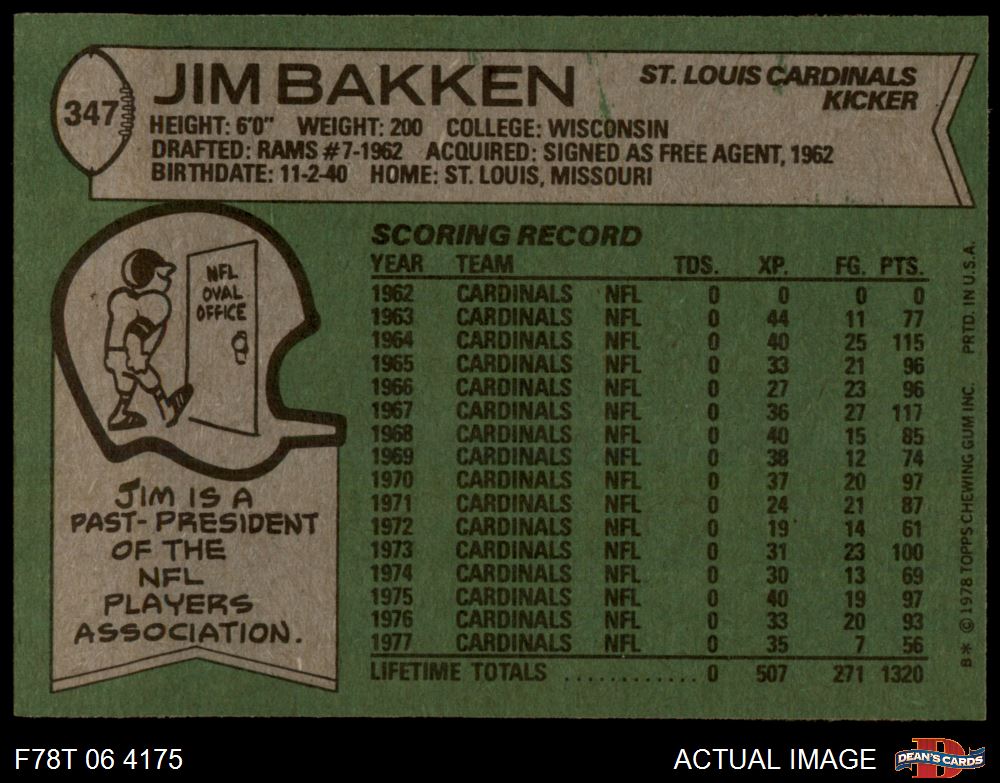 347
JIM BAKKEN
ST. LOUIS CARDINALS
KICKER
HEIGHT: 6'0" WEIGHT: 200 COLLEGE: WISCONSIN
DRAFTED: RAMS #7-1962 ACQUIRED: SIGNED AS FREE AGENT, 1962
BIRTHDATE: 11-2-40 HOME: ST. LOUIS, MISSOURI
NFL
OVAL
OFFICE
JIM IS A
PAST-PRESIDENT
OF THE
NFL
PLAYERS
ASSOCIATION.
SCORING RECORD
YEAR TEAM TDS. XP. FG. PTS.
1962 CARDINALS NFL 0 0 0 0
1963 CARDINALS NFL 0 44 11 77
1964 CARDINALS NFL 0 40 25 115
1965 CARDINALS NFL 0 33 21 96
1966 CARDINALS NFL 0 27 23 96
1967 CARDINALS NFL 0 36 27 117
1968 CARDINALS NFL 0 40 15 85
1969 CARDINALS NFL 0 38 12 74
1970 CARDINALS NFL 0 37 20 97
1971 CARDINALS NFL 0 24 21 87
1972 CARDINALS NFL 0 19 14 61
1973 CARDINALS NFL 0 31 23 100
1974 CARDINALS NFL 0 30 13 69
1975 CARDINALS NFL 0 40 19 97
1976 CARDINALS NFL 0 33 20 93
1977 CARDINALS NFL 0 35 7 56
LIFETIME TOTALS ............ 0 507 271 1320
B* © 1978 TOPPS CHEWING GUM INC. PRTD. IN U.S.A.
F78T 06 4175
ACTUAL IMAGE
D
DEAN'S CARDS